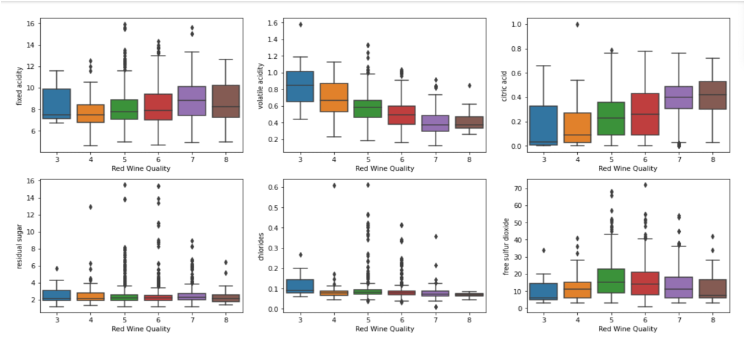 fixed acidity
16
14
12
10
8
6
3 4 5 6 7 8
Red Wine Quality
volatile acidity
1.6
1.4
1.2
1.0
0.8
0.6
0.4
0.2
3 4 5 6 7 8
Red Wine Quality
citric acid
1.0
0.8
0.6
0.4
0.2
0.0
3 4 5 6 7 8
Red Wine Quality
residual sugar
16
14
12
10
8
6
4
2
3 4 5 6 7 8
Red Wine Quality
chlorides
0.6
0.5
0.4
0.3
0.2
0.1
0.0
3 4 5 6 7 8
Red Wine Quality
free sulfur dioxide
70
60
50
40
30
20
10
0
3 4 5 6 7 8
Red Wine Quality